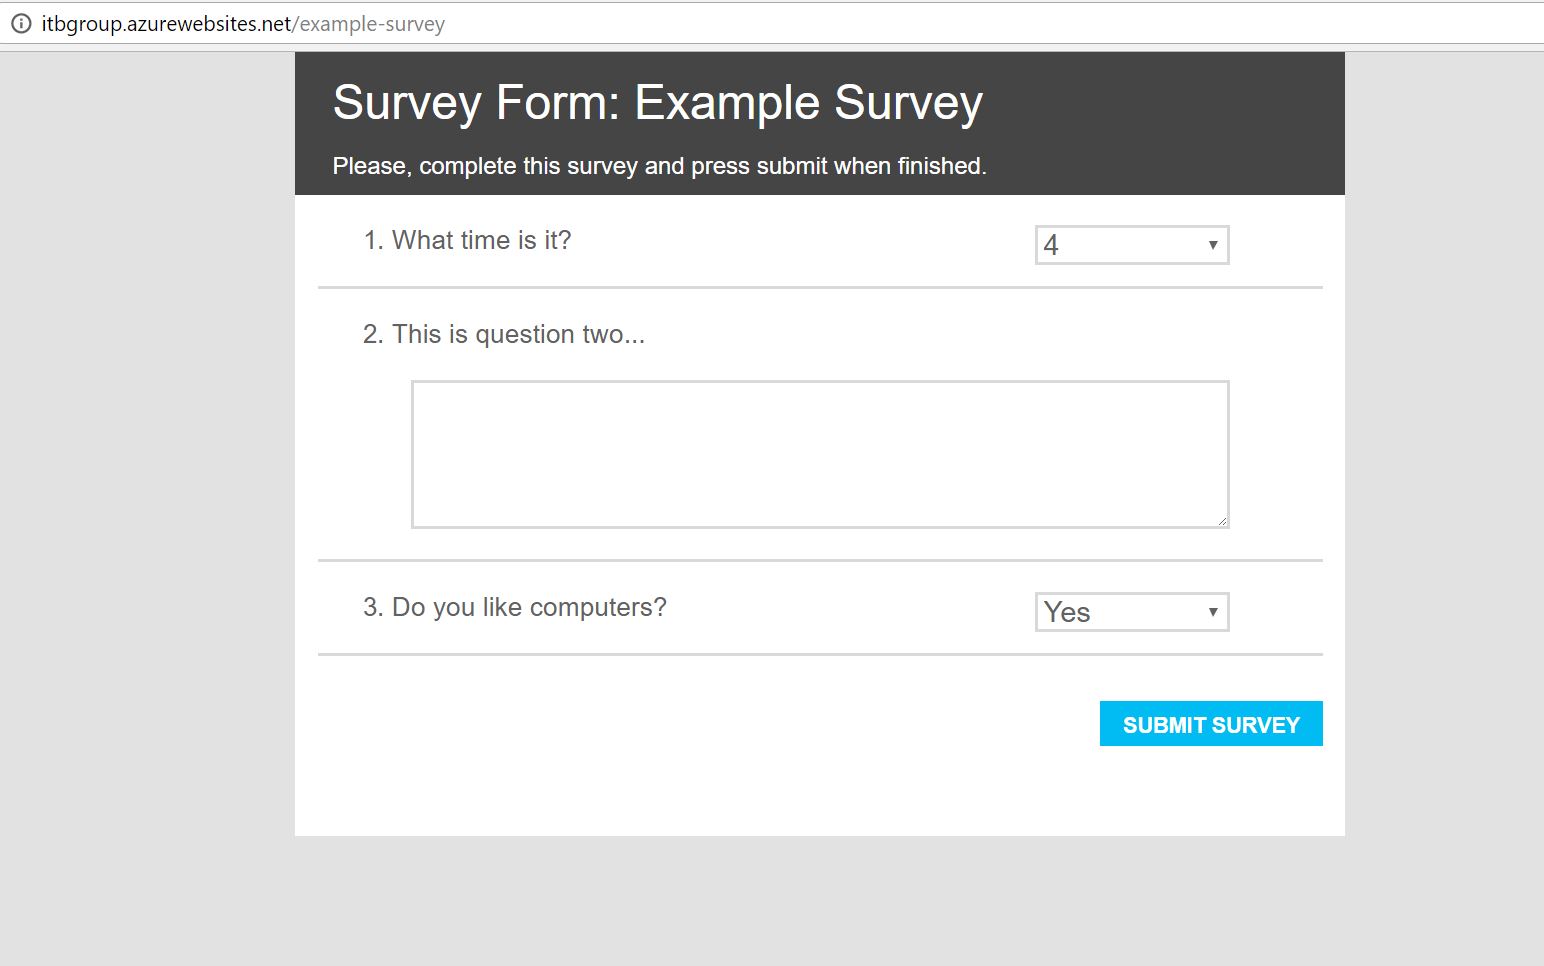 itbgroup.azurewebsites.net/example-survey
Survey Form: Example Survey
Please, complete this survey and press submit when finished.
1. What time is it?
4
2. This is question two...
3. Do you like computers?
Yes
SUBMIT SURVEY